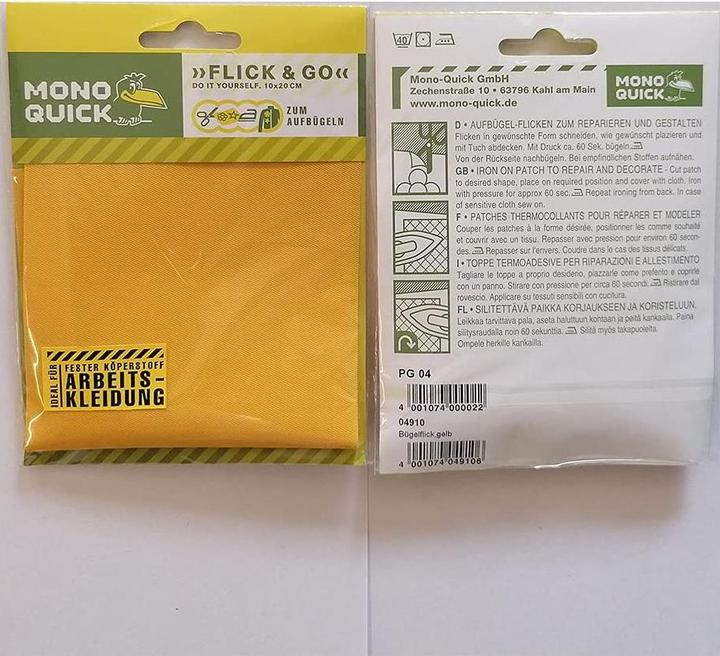 MONO
QUICK
»FLICK & GO«
DO IT YOURSELF. 10x20 CM
ZUM
AUFBÜGELN
IDEAL FÜR
FESTER KÖPERSTOFF
ARBEITS-
KLEIDUNG
40
Mono-Quick GmbH
Zechenstraße 10 • 63796 Kahl am Main
www.mono-quick.de
MONO
QUICK
D • AUFBÜGEL-FLICKEN ZUM REPARIEREN UND GESTALTEN
Flicken in gewünschte Form schneiden, wie gewünscht plazieren und
mit Tuch abdecken. Mit Druck ca. 60 Sek. bügeln
Von der Rückseite nachbügeln. Bei empfindlichen Stoffen aufnähen.
GB • IRON ON PATCH TO REPAIR AND DECORATE - Cut patch
to desired shape, place on required position and cover with cloth. Iron
with pressure for approx 60 sec. Repeat ironing from back. In case
of sensitive cloth sew on.
F • PATCHES THERMOCOLLANTS POUR RÉPARER ET MODELER
Couper les patches à la forme désirée, positionner les comme souhaité
et couvrir avec un tissu. Repasser avec pression pour environ 60 secon-
des. Repasser sur l'envers. Coudre dans le cas des tissus délicats.
I • TOPPE TERMOADESIVE PER RIPARAZIONI E ALLESTIMENTO
Tagliare le toppe a proprio desiderio, piazzarle come prefento e coprirle
con un panno. Stirare con pressione per circa 60 secondi. Ristirare dal
rovescio. Applicare su tessuti sensibili con cucitura.
FL • SILITETTÄVÄ PAIKKA KORJAUKSEEN JA KORISTELUUN.
Leikkaa tarvittava pala, aseta haluttuun kohtaan ja peitä kankaalla. Paina
silitysraudalla noin 60 sekunttia. Silitä myös takapuolelta.
Ompele herkille kankailla.
PG 04
4 001074 000022
04910
Bügelflick,gelb
4 001074 049106